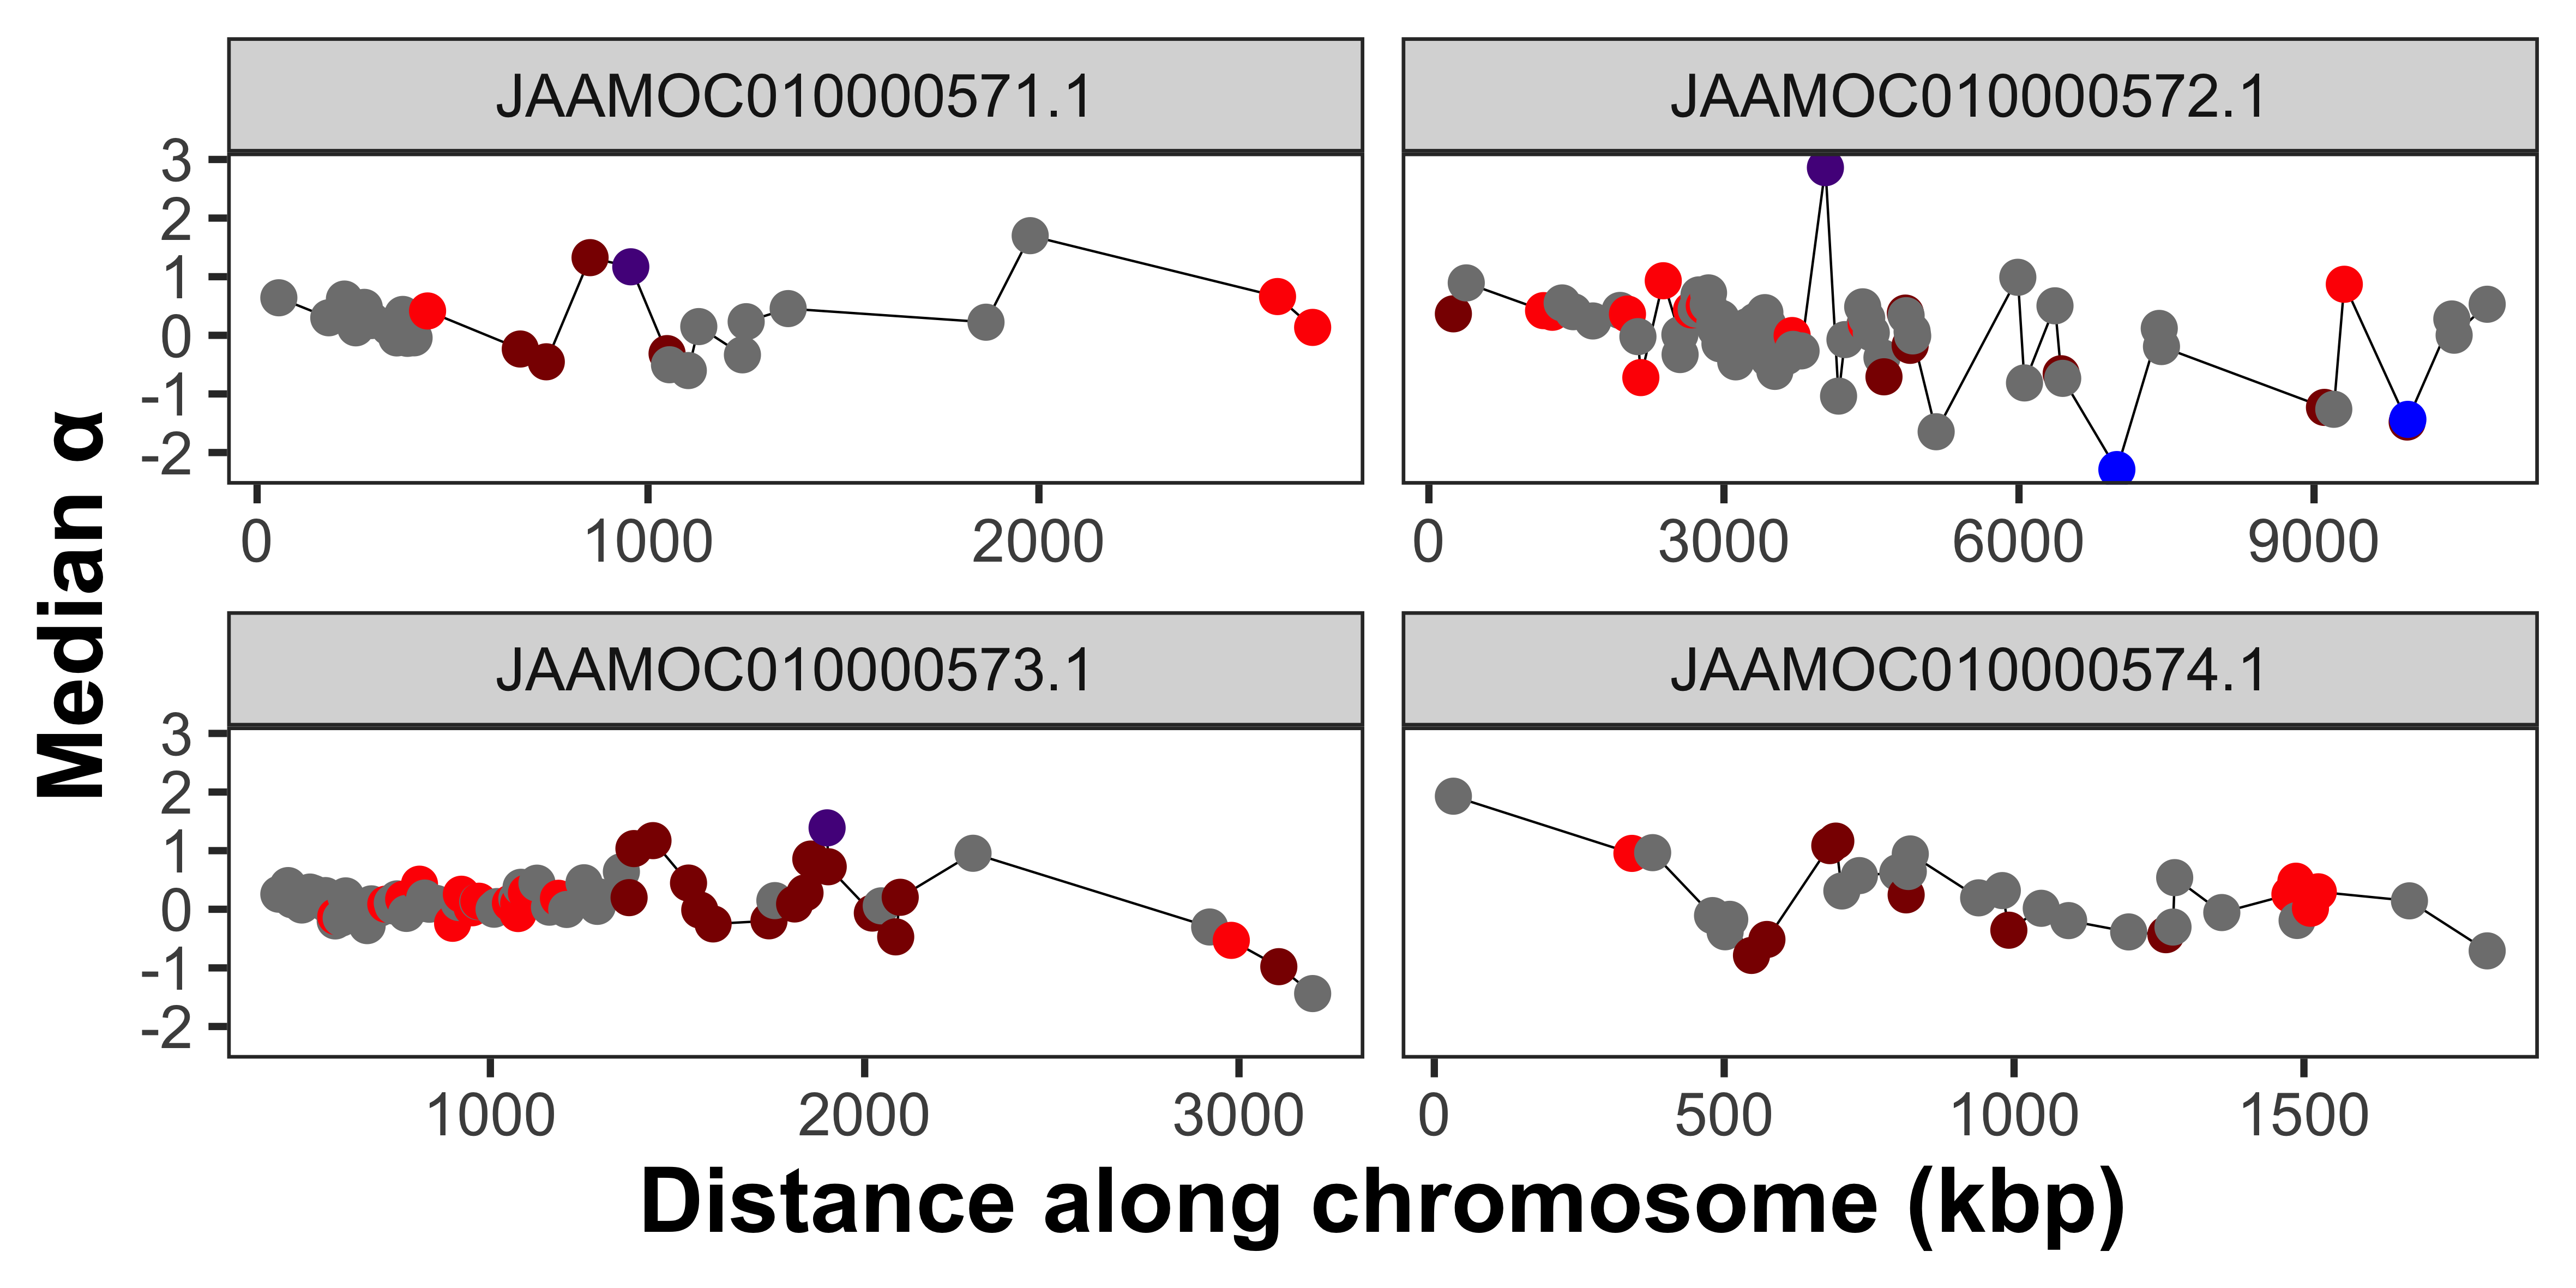 JAAMOC010000571.1
JAAMOC010000572.1
3
2
1
0
-1
-2
0 1000 2000
0 3000 6000 9000
JAAMOC010000573.1
JAAMOC010000574.1
3
2
1
0
-1
-2
1000 2000 3000
0 500 1000 1500
Median α
Distance along chromosome (kbp)